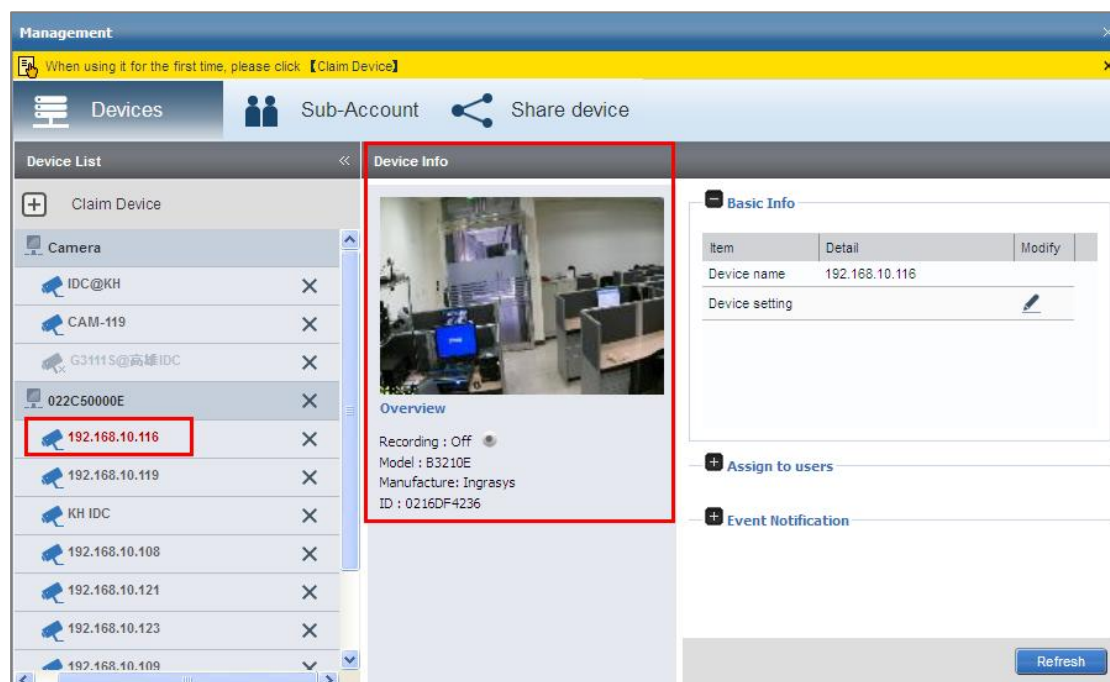 Management
When using it for the first time, please click 【Claim Device】
Devices
Sub-Account
Share device
Device List
Device Info
Claim Device
Camera
IDC@KH
CAM-119
G3111S@高雄IDC
022C50000E
192.168.10.116
192.168.10.119
KH IDC
192.168.10.108
192.168.10.121
192.168.10.123
192.168.10.109
Overview
Recording : Off
Model : B3210E
Manufacture: Ingrasys
ID : 0216DF4236
Basic Info
Item Detail Modify
Device name 192.168.10.116
Device setting
Assign to users
Event Notification
Refresh